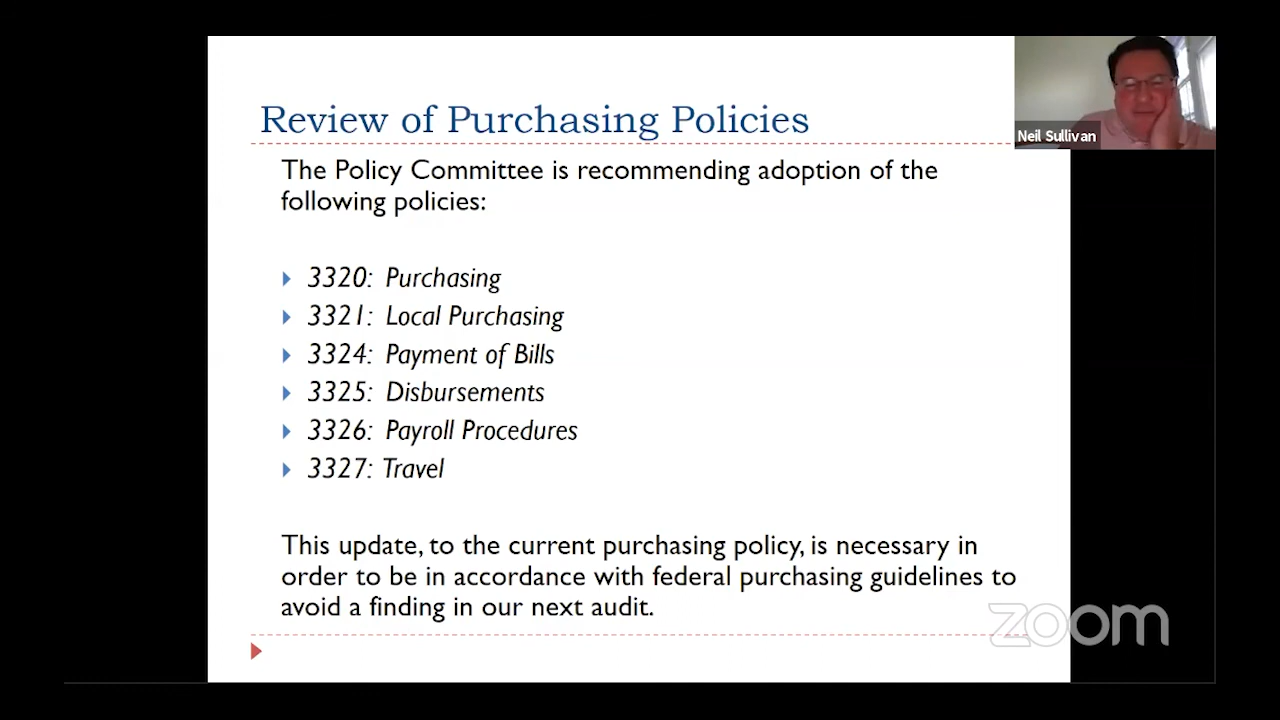 Review of Purchasing Policies
Neil Sullivan
The Policy Committee is recommending adoption of the
following policies:
3320: Purchasing
3321: Local Purchasing
3324: Payment of Bills
3325: Disbursements
3326: Payroll Procedures
3327: Travel
This update, to the current purchasing policy, is necessary in
order to be in accordance with federal purchasing guidelines to
avoid a finding in our next audit.
zoom